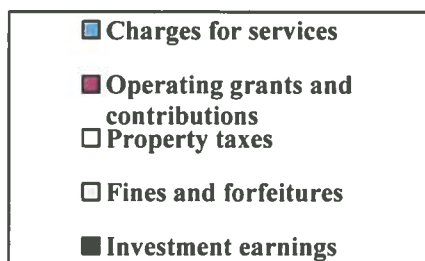 Charges for services
Operating grants and
contributions
Property taxes
Fines and forfeitures
Investment earnings